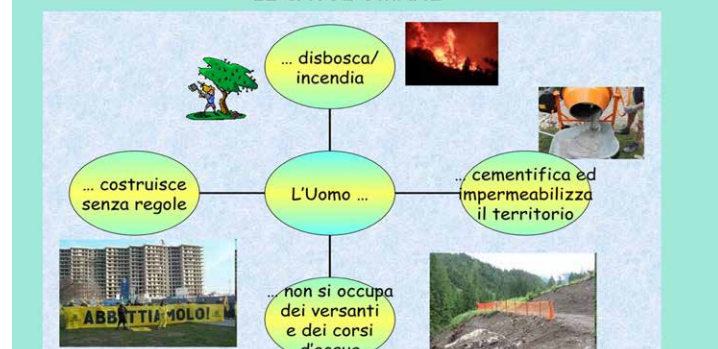 ... disbosca/
incendia
... costruisce
senza regole
L'Uomo ...
... cementifica ed
impermeabilizza
il territorio
ABBATTIAMOLO!
... non si occupa
dei versanti
e dei corsi
d'acqua